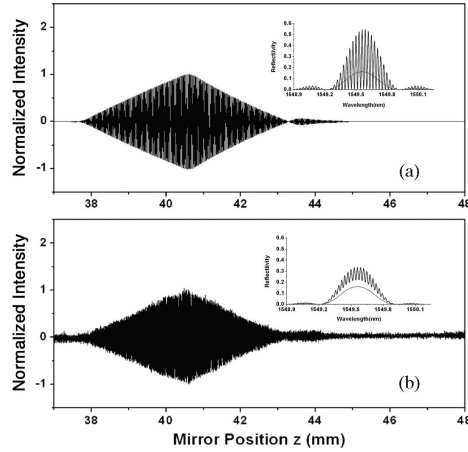 2
1
0
-1
Normalized Intensity
38 40 42 44 46 48
0.6
0.5
0.4
0.3
0.2
0.1
0.0
Reflectivity
1548.9 1549.2 1549.5 1549.8 1550.1
Wavelength(nm)
(a)
2
1
0
-1
Normalized Intensity
38 40 42 44 46 48
0.6
0.5
0.4
0.3
0.2
0.1
0.0
Reflectivity
1548.9 1549.2 1549.5 1549.8 1550.1
Wavelength(nm)
(b)
Mirror Position z (mm)